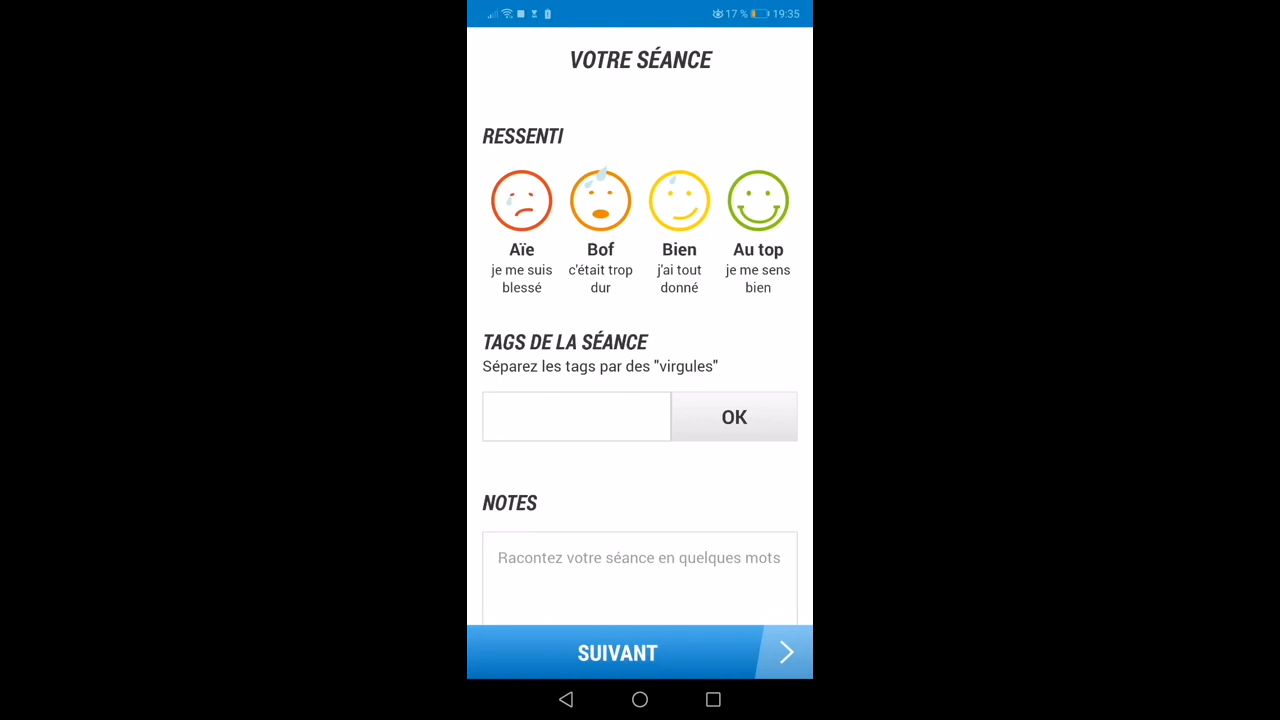 17 % 19:35
VOTRE SÉANCE
RESSENTI
Aïe Bof Bien Au top
je me suis c'était trop j'ai tout je me sens
blessé dur donné bien
TAGS DE LA SÉANCE
Séparez les tags par des "virgules"
OK
NOTES
Racontez votre séance en quelques mots
SUIVANT